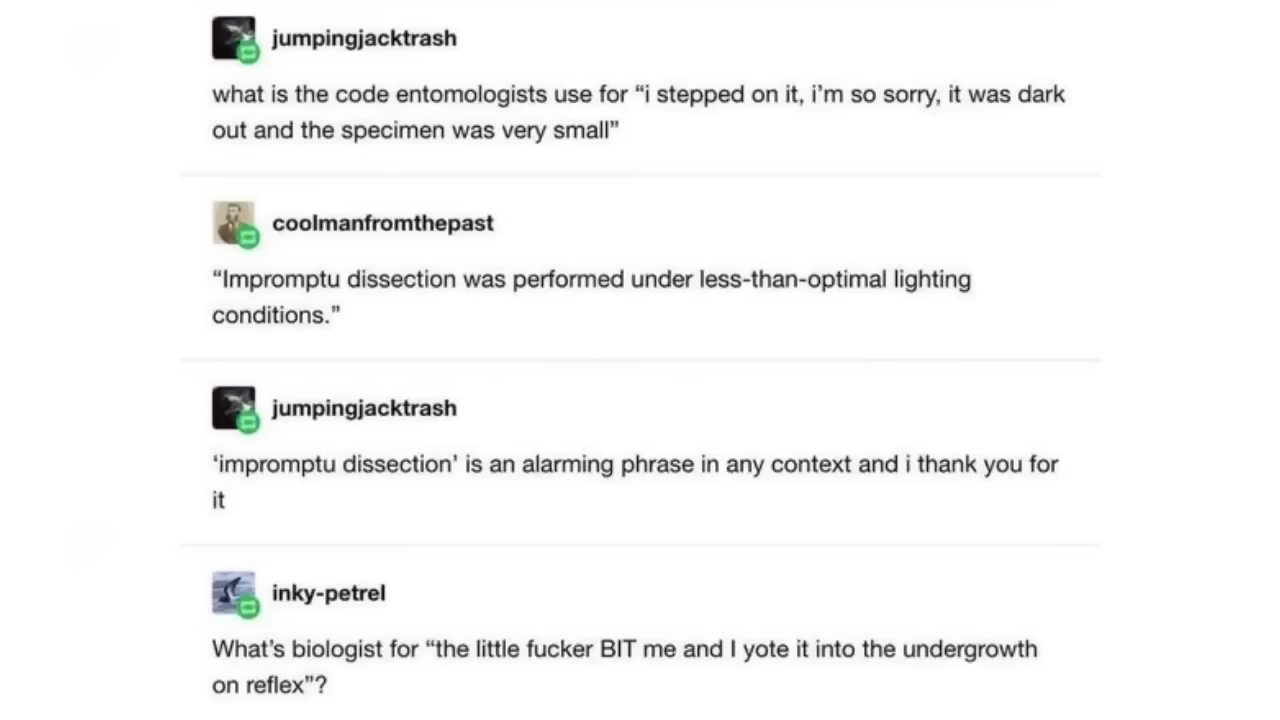 jumpingjacktrash
what is the code entomologists use for “i stepped on it, i’m so sorry, it was dark
out and the specimen was very small”
coolmanfromthepast
“Impromptu dissection was performed under less-than-optimal lighting
conditions.”
jumpingjacktrash
‘impromptu dissection’ is an alarming phrase in any context and i thank you for
it
inky-petrel
What’s biologist for “the little fucker BIT me and I yote it into the undergrowth
on reflex”?